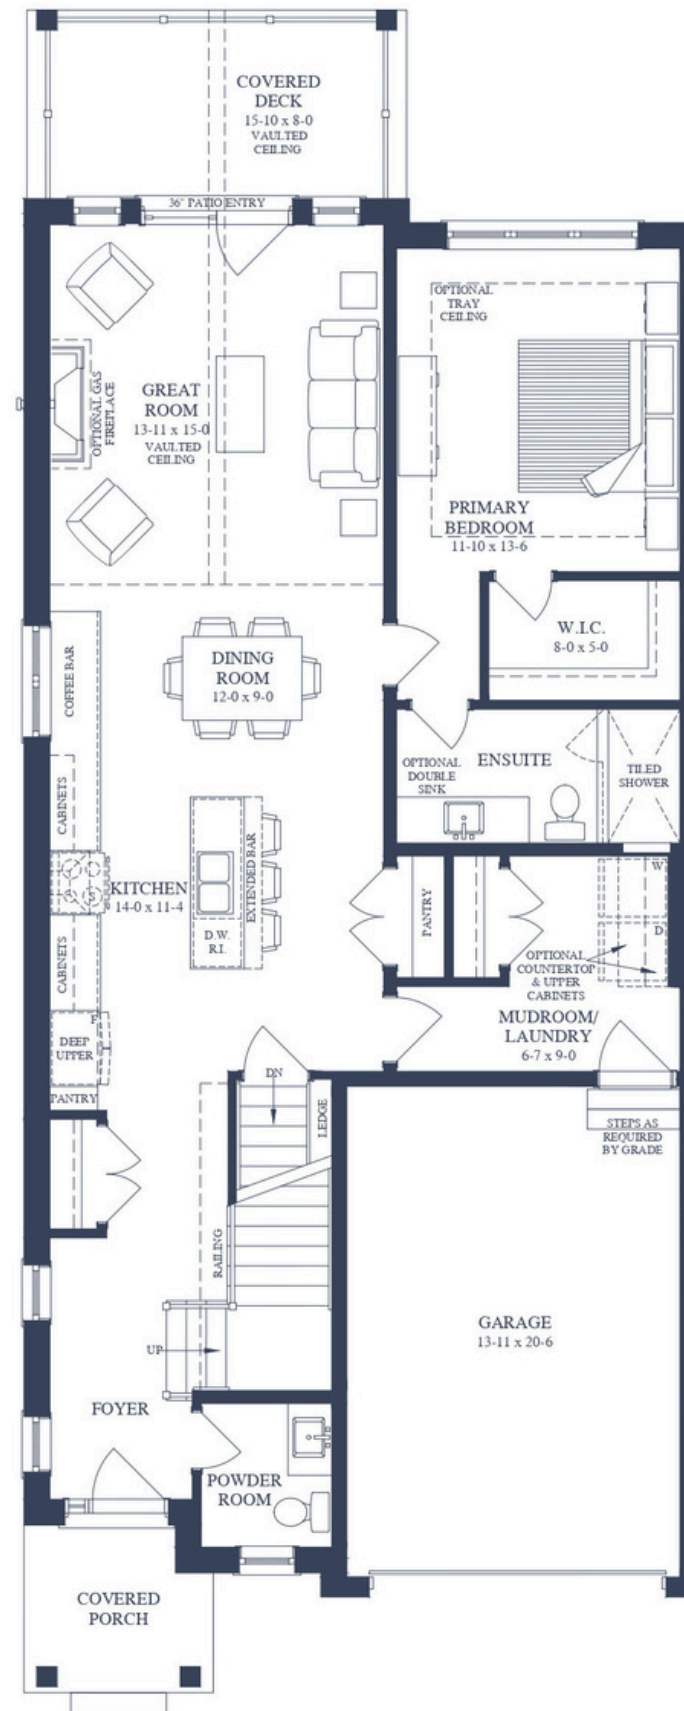 COVERED
DECK
15-10 x 8-0
VAULTED
CEILING
36" PATIO ENTRY
OPTIONAL
TRAY
CEILING
OPTIONAL GAS
FIREPLACE
GREAT
ROOM
13-11 x 15-0
VAULTED
CEILING
PRIMARY
BEDROOM
11-10 x 13-6
W.I.C.
8-0 x 5-0
COFFEE BAR
DINING
ROOM
12-0 x 9-0
OPTIONAL
DOUBLE
SINK
ENSUITE
TILED
SHOWER
CABINETS
KITCHEN
14-0 x 11-4
EXTENDED BAR
D.W.
R.I.
PANTRY
W
D
OPTIONAL
COUNTERTOP
& UPPER
CABINETS
CABINETS
F
DEEP
UPPER
PANTRY
MUDROOM/
LAUNDRY
6-7 x 9-0
DN
LEDGE
STEPS AS
REQUIRED
BY GRADE
RAILING
UP
GARAGE
13-11 x 20-6
FOYER
POWDER
ROOM
COVERED
PORCH